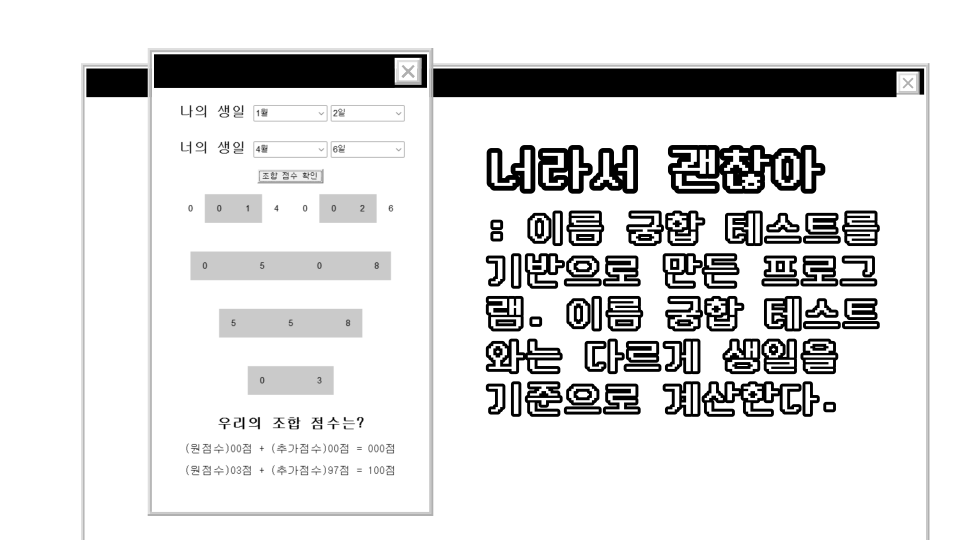 나의 생일 1월 2일
너의 생일 4월 6일
조합 점수 확인
0 0 1 4 0 0 2 6
0 5 0 8
5 5 8
0 3
우리의 조합 점수는?
(원점수)00점 + (추가점수)00점 = 000점
(원점수)03점 + (추가점수)97점 = 100점
너라서 괜찮아
: 이름 궁합 테스트를
기반으로 만든 프로그
램. 이름 궁합 테스트
와는 다르게 생일을
기준으로 계산한다.